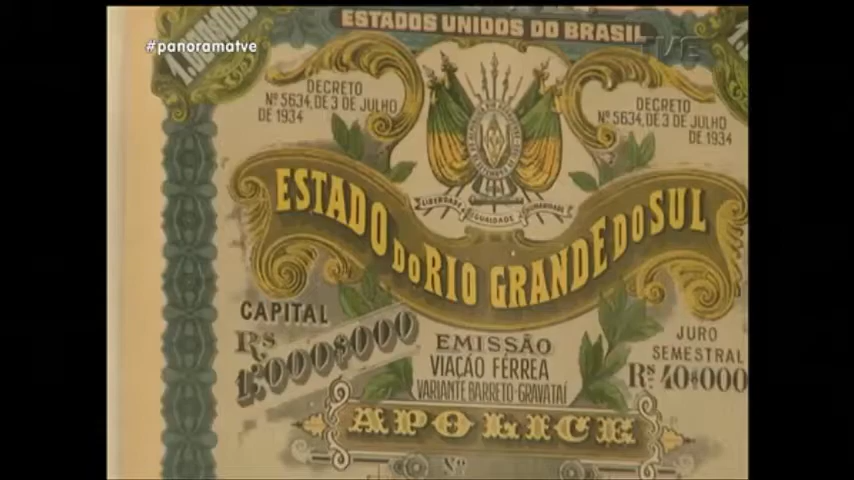 #panoramatve
TVE
ESTADOS UNIDOS DO BRASIL
DECRETO
Nº 5634, DE 3 DE JULHO
DE 1934
DECRETO
Nº 5634, DE 3 DE JULHO
DE 1934
LIBERDADE IGUALDADE HUMANIDADE
ESTADO DO RIO GRANDE DO SUL
CAPITAL
Rs 1:000$000
EMISSÃO
VIAÇÃO FÉRREA
VARIANTE BARRETO-GRAVATAÍ
JURO
SEMESTRAL
Rs. 40$000
APOLICE
Nº